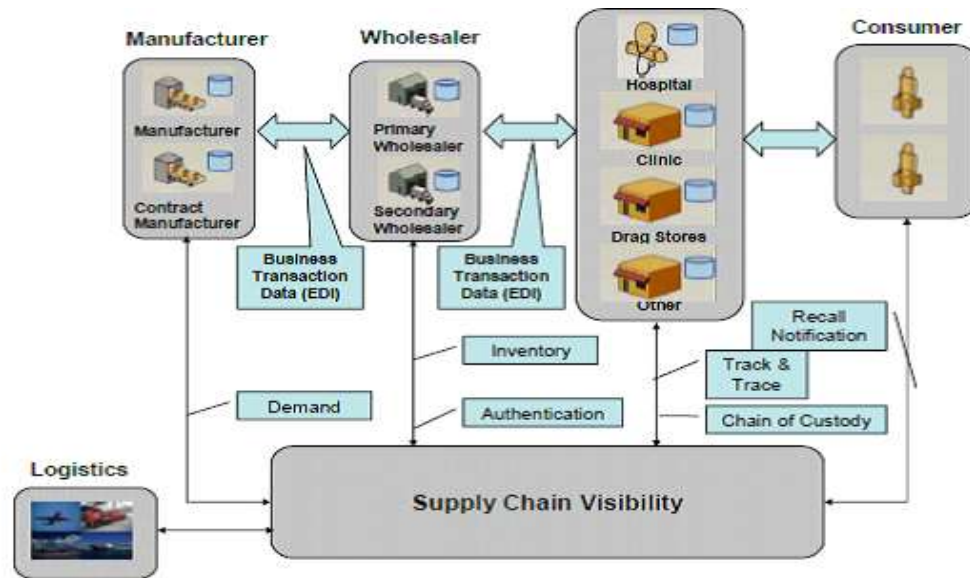 Manufacturer
Manufacturer
Contract
Manufacturer
Wholesaler
Primary
Wholesaler
Secondary
Wholesaler
Hospital
Clinic
Drag Stores
Other
Consumer
Business
Transaction
Data (EDI)
Business
Transaction
Data (EDI)
Demand
Inventory
Authentication
Recall
Notification
Track &
Trace
Chain of Custody
Logistics
Supply Chain Visibility